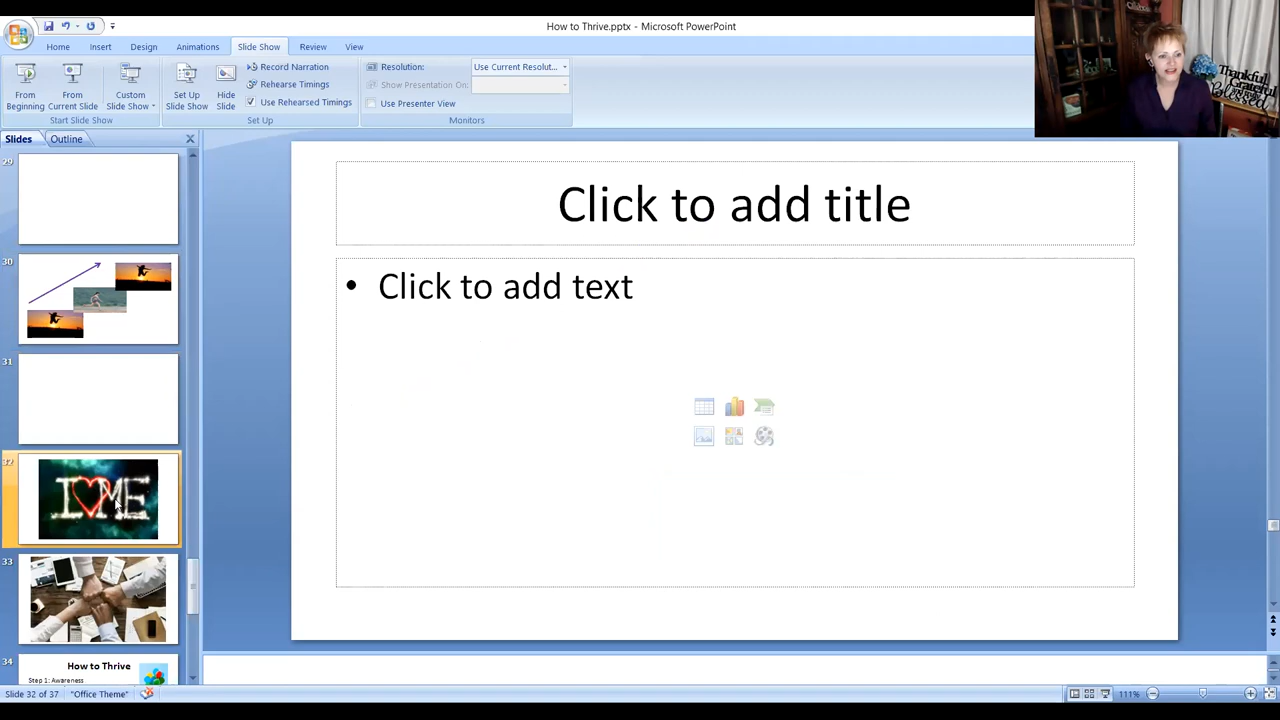 How to Thrive.pptx - Microsoft PowerPoint
Home
Insert
Design
Animations
Slide Show
Review
View
From Beginning
From Current Slide
Custom Slide Show
Start Slide Show
Set Up Slide Show
Hide Slide
Record Narration
Rehearse Timings
Use Rehearsed Timings
Set Up
Resolution:
Use Current Resolut...
Show Presentation On:
Use Presenter View
Monitors
Thankful
Grateful
Blessed
Slides
Outline
29
30
31
32
I ME
33
34
How to Thrive
Step 1: Awareness
Click to add title
• Click to add text
Slide 32 of 37
"Office Theme"
111%